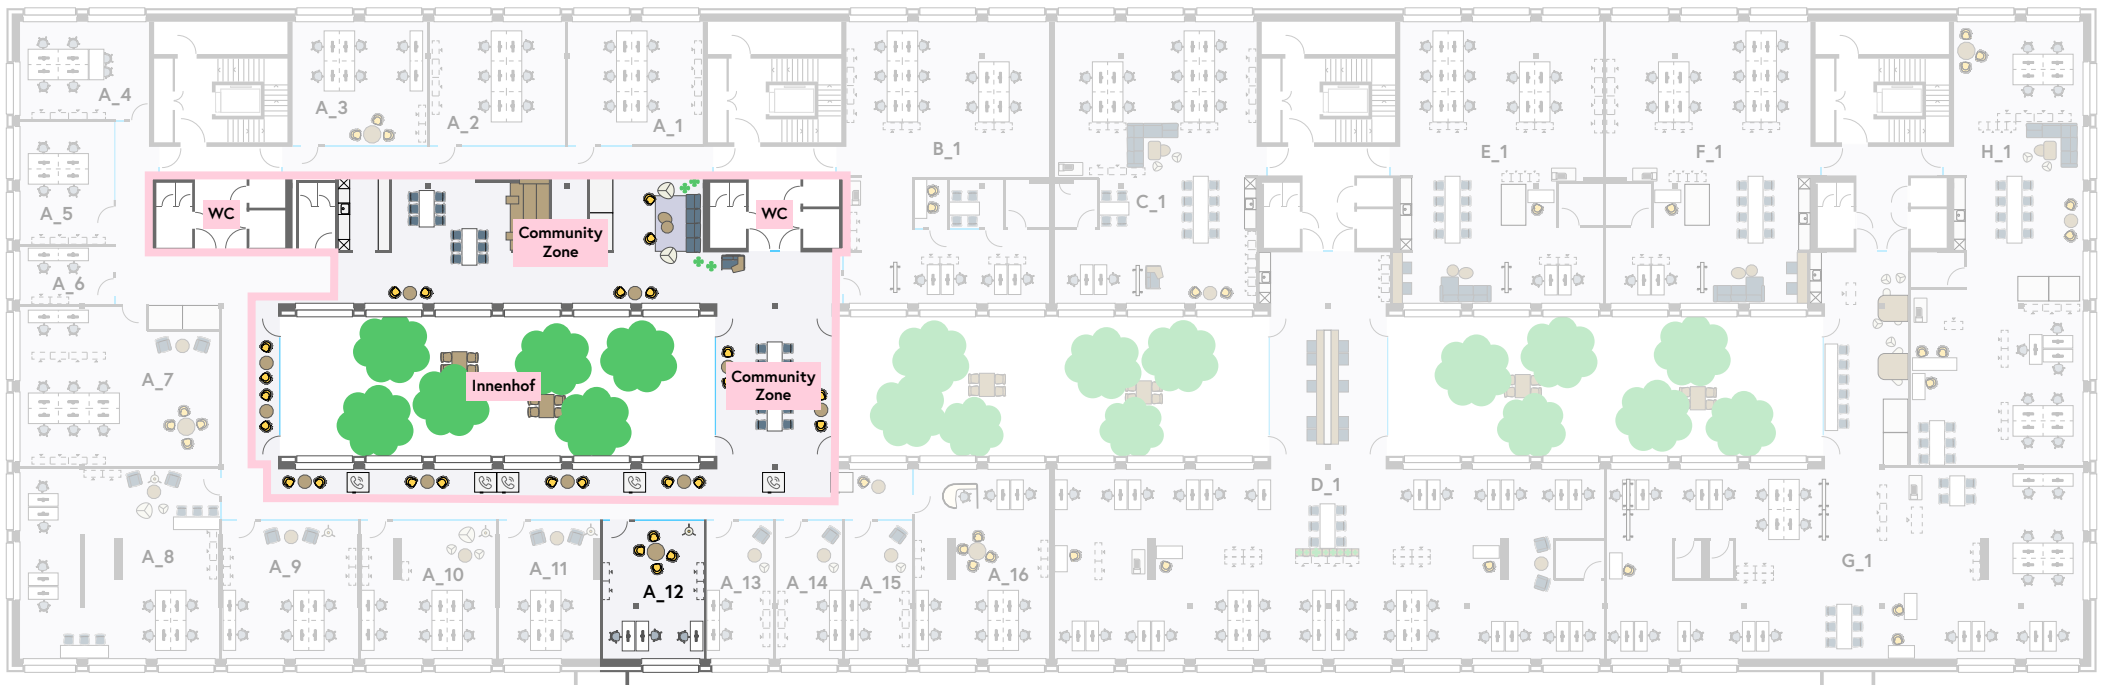 A_4
A_3
A_2
A_1
B_1
E_1
F_1
H_1
A_5
WC
WC
C_1
Community
Zone
A_6
A_7
Innenhof
Community
Zone
D_1
A_8
A_9
A_10
A_11
A_12
A_13
A_14
A_15
A_16
G_1